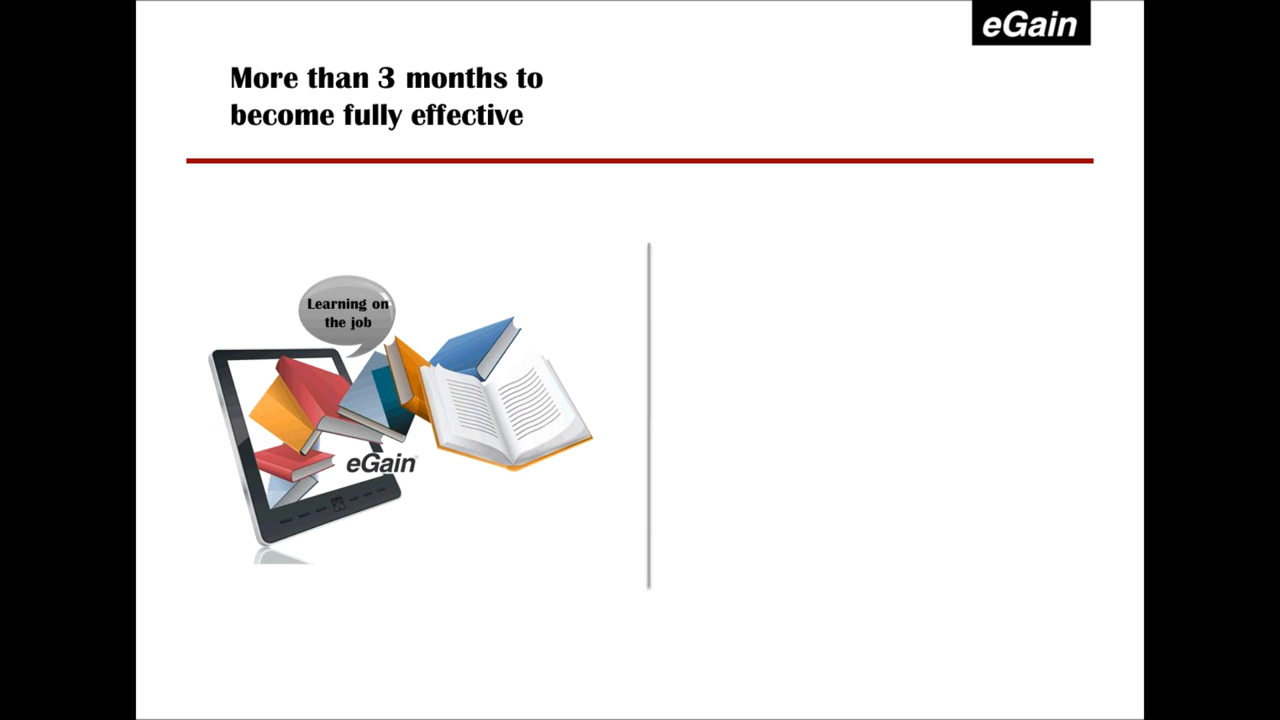 eGain
More than 3 months to
become fully effective
Learning on
the job
eGain